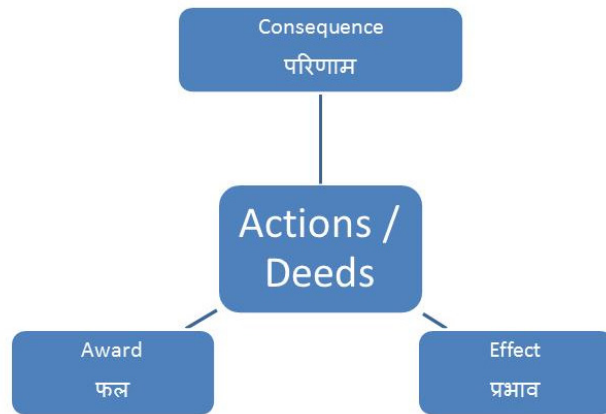 Consequence
परिणाम
Actions /
Deeds
Award
फल
Effect
प्रभाव